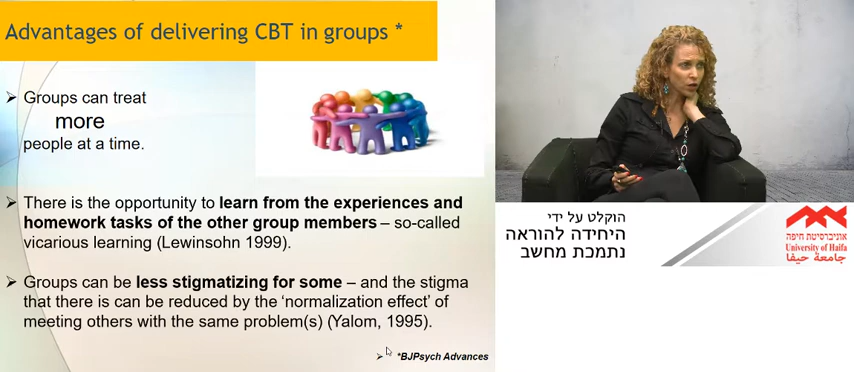 Advantages of delivering CBT in groups *
➢ Groups can treat
more
people at a time.
➢ There is the opportunity to learn from the experiences and
homework tasks of the other group members – so-called
vicarious learning (Lewinsohn 1999).
➢ Groups can be less stigmatizing for some – and the stigma
that there is can be reduced by the ‘normalization effect’ of
meeting others with the same problem(s) (Yalom, 1995).
➢ *BJPsych Advances
הוקלט על ידי
היחידה להוראה
נתמכת מחשב
אוניברסיטת חיפה
University of Haifa
جامعة حيفا